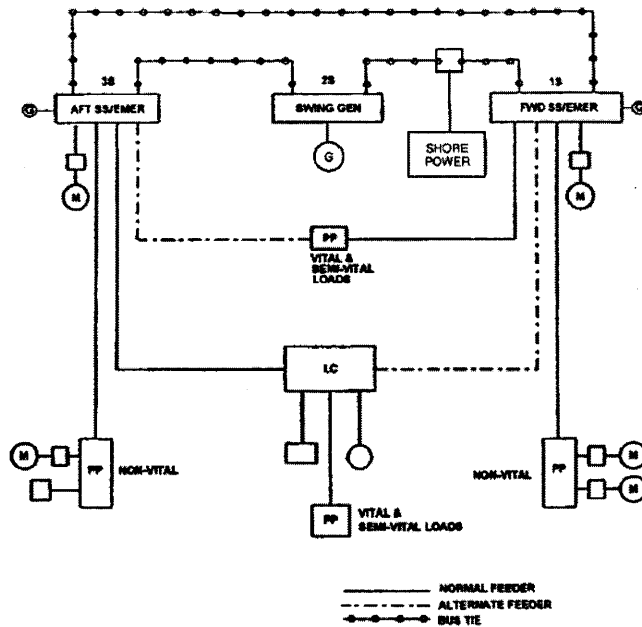 3S
2S
1S
G
AFT SS/EMER
SWING GEN
FWD SS/EMER
G
G
SHORE
POWER
M
M
PP
VITAL &
SEMI-VITAL
LOADS
LC
M
PP
NON-VITAL
NON-VITAL
PP
M
M
PP
VITAL &
SEMI-VITAL LOADS
NORMAL FEEDER
ALTERNATE FEEDER
BUS TIE